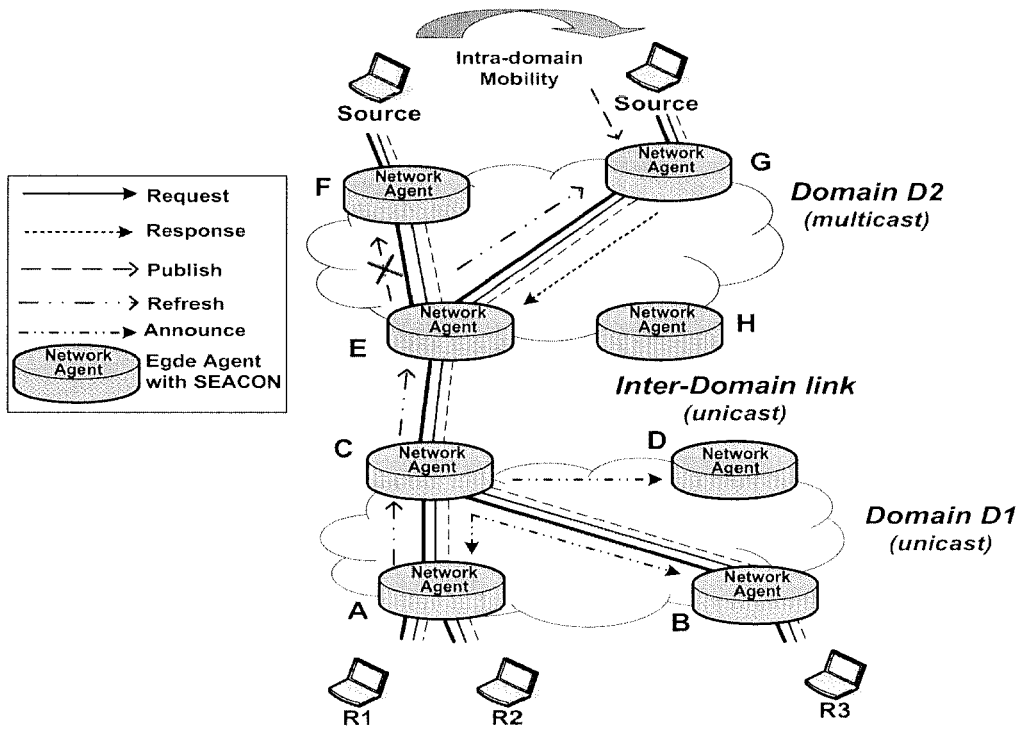 Intra-domain
Mobility
Source
Source
Network
Agent
F
Network
Agent
G
Domain D2
(multicast)
Request
Response
Publish
Refresh
Announce
Network
Agent
Egde Agent
with SEACON
Network
Agent
E
Network
Agent
H
Inter-Domain link
(unicast)
C
Network
Agent
D
Network
Agent
Domain D1
(unicast)
Network
Agent
A
Network
Agent
B
R1
R2
R3